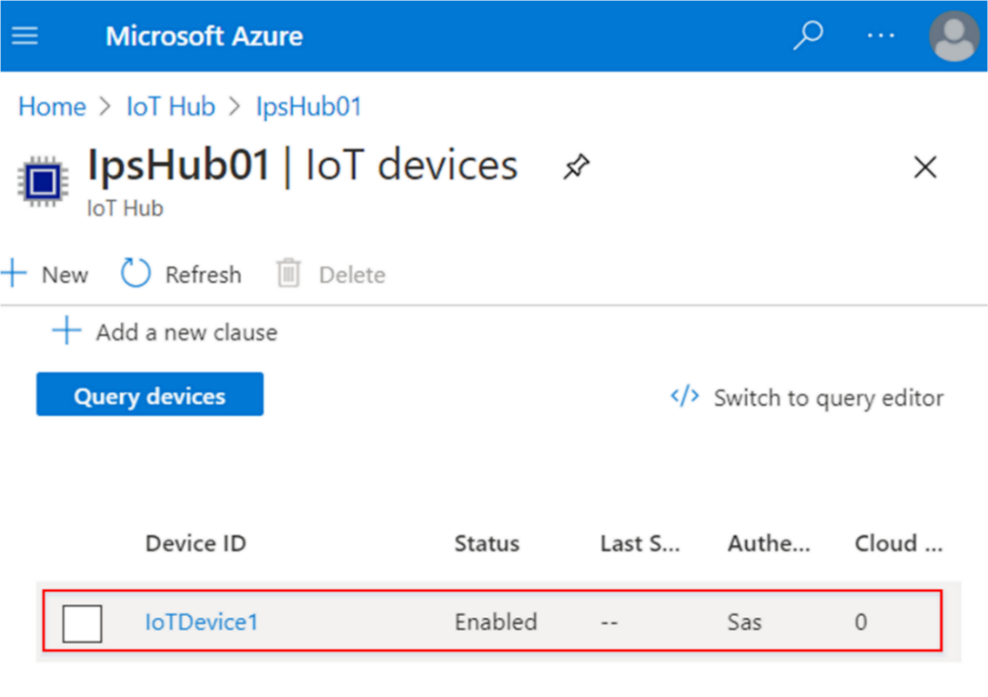 Microsoft Azure
Home > IoT Hub > IpsHub01
IpsHub01 | IoT devices
IoT Hub
New Refresh Delete
Add a new clause
Query devices </> Switch to query editor
Device ID Status Last S... Authe... Cloud ...
IoTDevice1 Enabled -- Sas 0